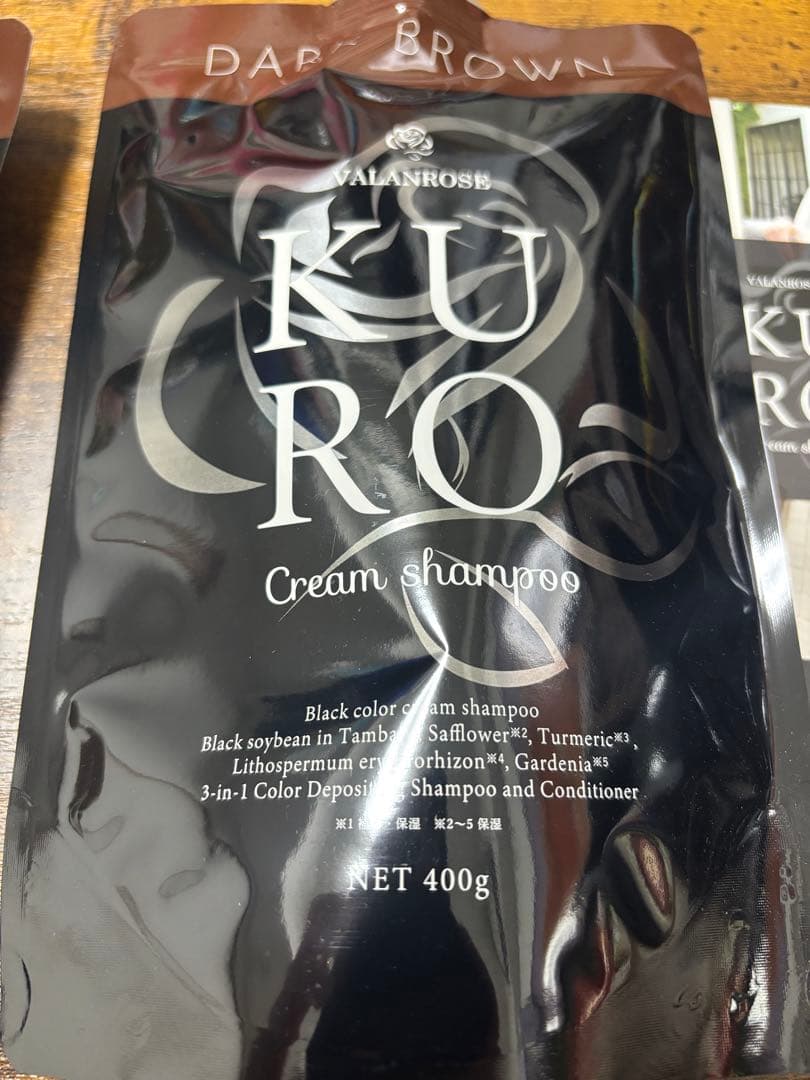 DARK BROWN
VALANROSE
KU
RO
Cream shampoo
Black color cream shampoo
Black soybean in Tamba Safflower※2, Turmeric※3,
Lithospermum erythrorhizon※4, Gardenia※5
3-in-1 Color Depositing Shampoo and Conditioner
※1 保湿 ※2〜5 保湿
NET 400g
VALANROSE
KU
RO